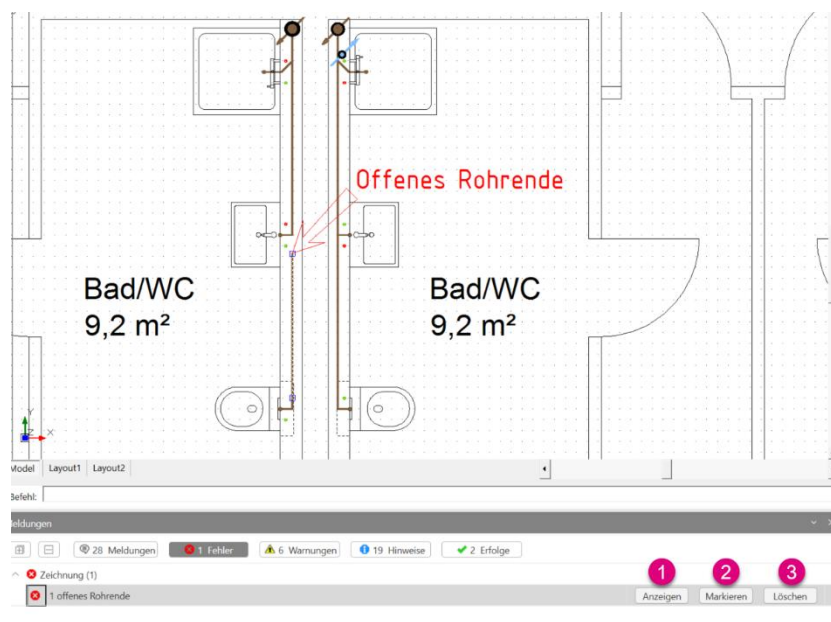 Offenes Rohrende
Bad/WC
9,2 m²
Bad/WC
9,2 m²
Y
Z
X
Model Layout1 Layout2
Befehl:
Meldungen
28 Meldungen 1 Fehler 6 Warnungen 19 Hinweise 2 Erfolge
1 2 3
Zeichnung (1)
1 offenes Rohrende Anzeigen Markieren Löschen